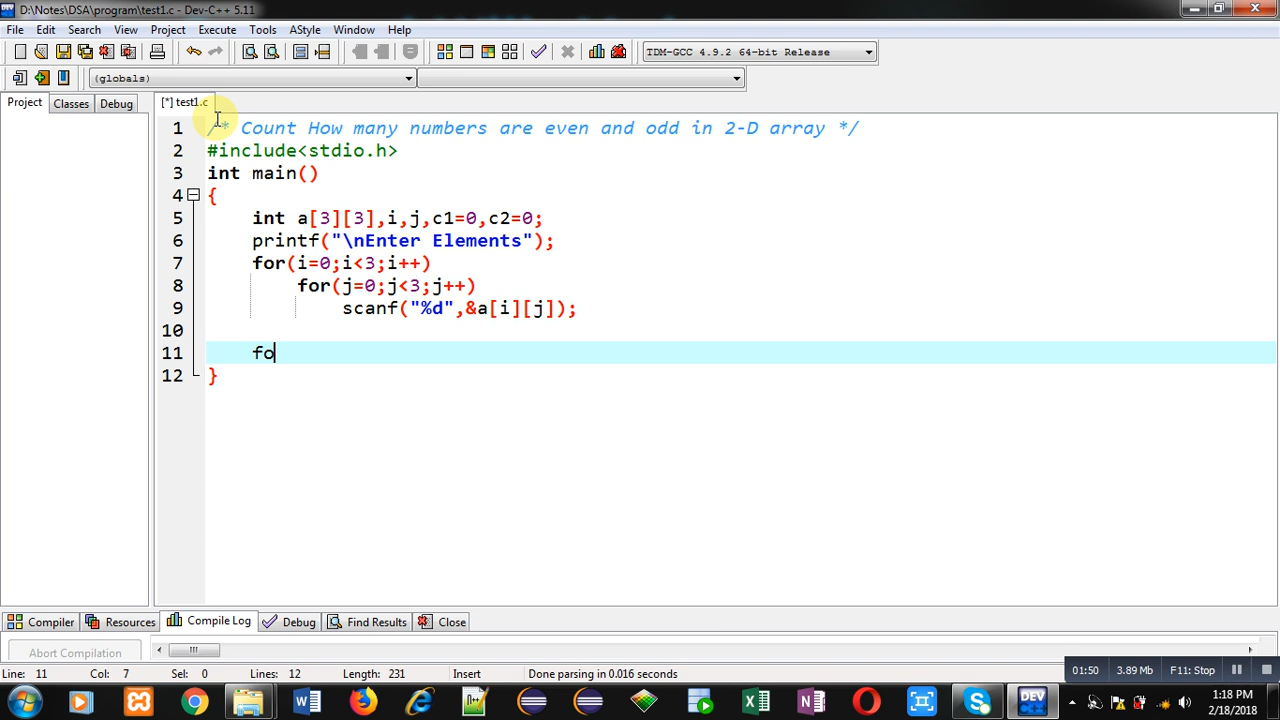 D:\Notes\DSA\program\test1.c - Dev-C++ 5.11
File Edit Search View Project Execute Tools AStyle Window Help
TDM-GCC 4.9.2 64-bit Release
(globals)
Project Classes Debug [*] test1.c
1 /* Count How many numbers are even and odd in 2-D array */
2 #include<stdio.h>
3 int main()
4 {
5 int a[3][3],i,j,c1=0,c2=0;
6 printf("\nEnter Elements");
7 for(i=0;i<3;i++)
8 for(j=0;j<3;j++)
9 scanf("%d",&a[i][j]);
10
11 fo
12 }
Compiler Resources Compile Log Debug Find Results Close
Abort Compilation
Line: 11 Col: 7 Sel: 0 Lines: 12 Length: 231 Insert Done parsing in 0.016 seconds
01:50 3.89 Mb F11: Stop
DEV
1:18 PM
2/18/2018